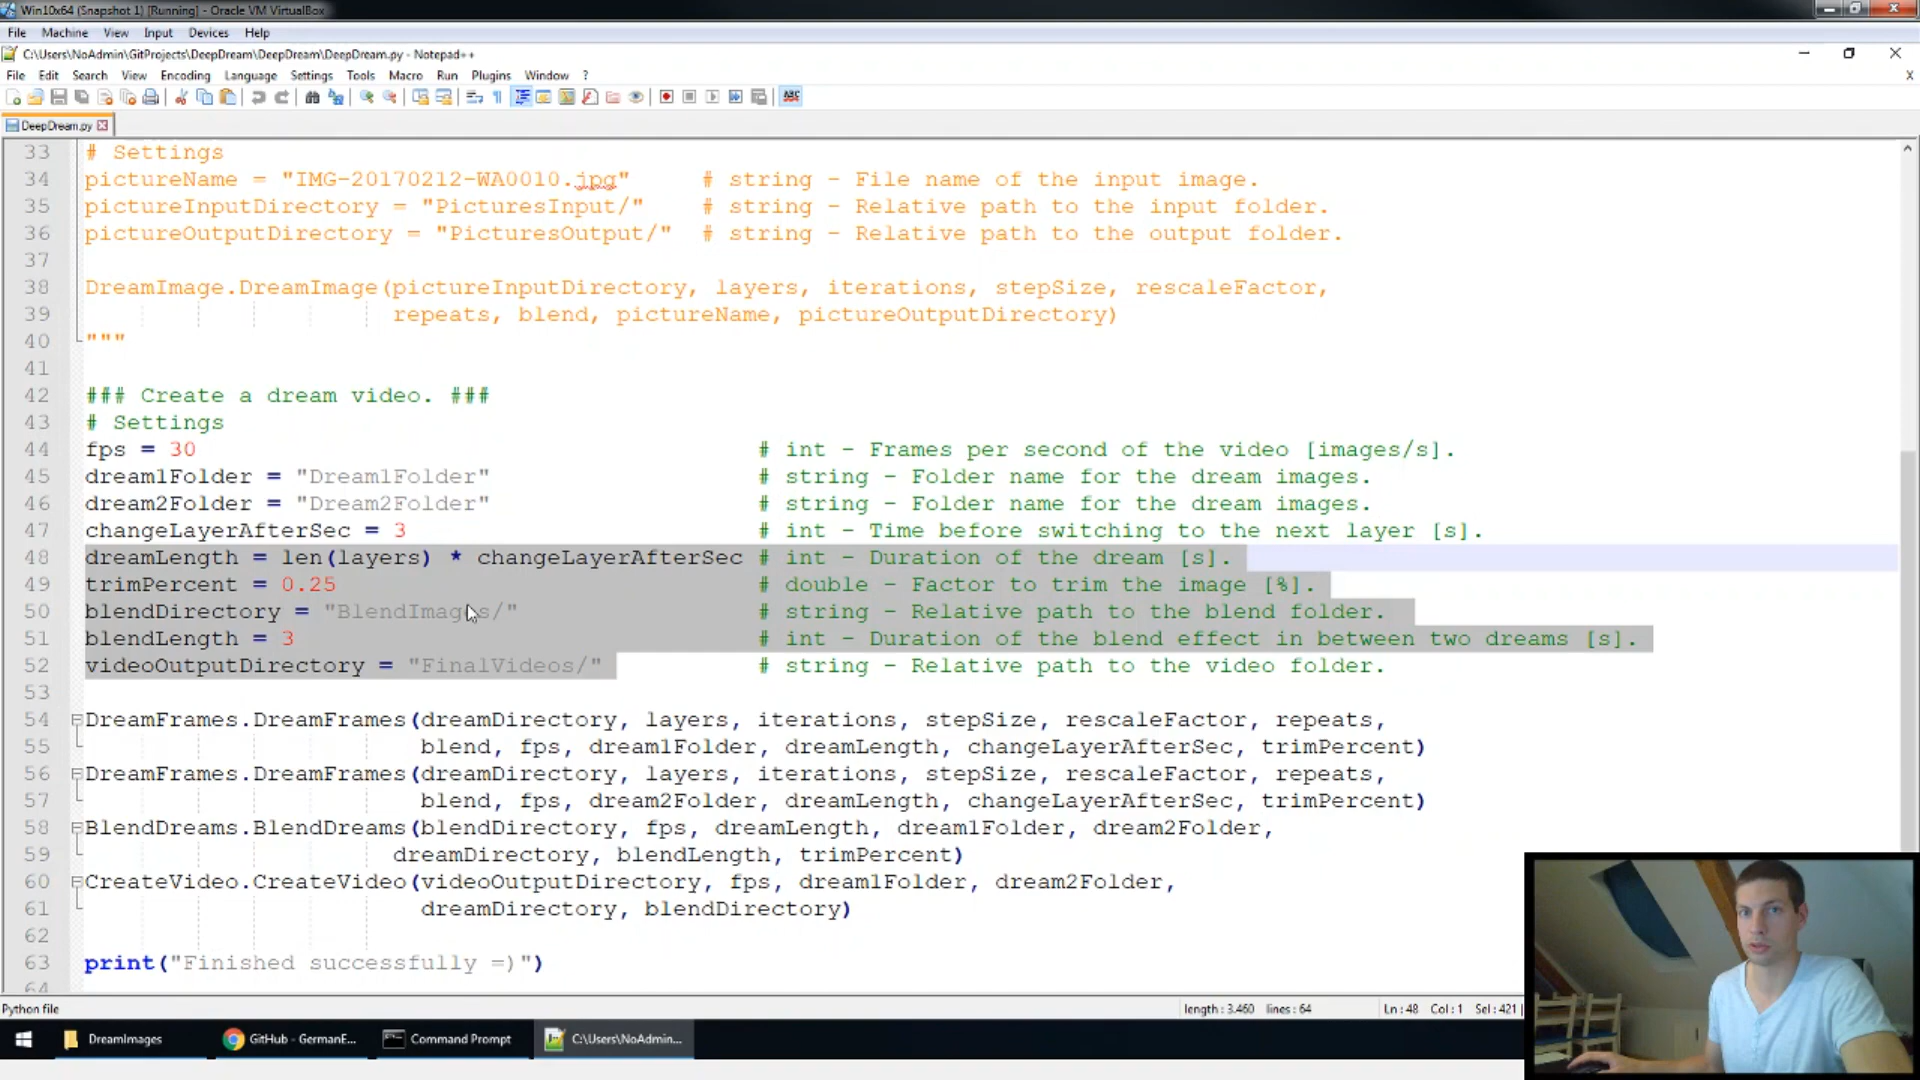 Win10x64 (Snapshot 1) [Running] - Oracle VM VirtualBox
File Machine View Input Devices Help
C:\Users\NoAdmin\GitProjects\DeepDream\DeepDream\DeepDream.py - Notepad++
File Edit Search View Encoding Language Settings Tools Macro Run Plugins Window ? X
ABC
DeepDream.py
33 # Settings
34 pictureName = "IMG-20170212-WA0010.jpg" # string - File name of the input image.
35 pictureInputDirectory = "PicturesInput/" # string - Relative path to the input folder.
36 pictureOutputDirectory = "PicturesOutput/" # string - Relative path to the output folder.
37
38 DreamImage.DreamImage(pictureInputDirectory, layers, iterations, stepSize, rescaleFactor,
39 repeats, blend, pictureName, pictureOutputDirectory)
40 """
41
42 ### Create a dream video. ###
43 # Settings
44 fps = 30 # int - Frames per second of the video [images/s].
45 dream1Folder = "Dream1Folder" # string - Folder name for the dream images.
46 dream2Folder = "Dream2Folder" # string - Folder name for the dream images.
47 changeLayerAfterSec = 3 # int - Time before switching to the next layer [s].
48 dreamLength = len(layers) * changeLayerAfterSec # int - Duration of the dream [s].
49 trimPercent = 0.25 # double - Factor to trim the image [%].
50 blendDirectory = "BlendImages/" # string - Relative path to the blend folder.
51 blendLength = 3 # int - Duration of the blend effect in between two dreams [s].
52 videoOutputDirectory = "FinalVideos/" # string - Relative path to the video folder.
53
54 DreamFrames.DreamFrames(dreamDirectory, layers, iterations, stepSize, rescaleFactor, repeats,
55 blend, fps, dream1Folder, dreamLength, changeLayerAfterSec, trimPercent)
56 DreamFrames.DreamFrames(dreamDirectory, layers, iterations, stepSize, rescaleFactor, repeats,
57 blend, fps, dream2Folder, dreamLength, changeLayerAfterSec, trimPercent)
58 BlendDreams.BlendDreams(blendDirectory, fps, dreamLength, dream1Folder, dream2Folder,
59 dreamDirectory, blendLength, trimPercent)
60 CreateVideo.CreateVideo(videoOutputDirectory, fps, dream1Folder, dream2Folder,
61 dreamDirectory, blendDirectory)
62
63 print("Finished successfully =)")
64
Python file length : 3.460 lines : 64 Ln : 48 Col : 1 Sel : 421 |
DreamImages GitHub - GermanE... Command Prompt C:\Users\NoAdmin...